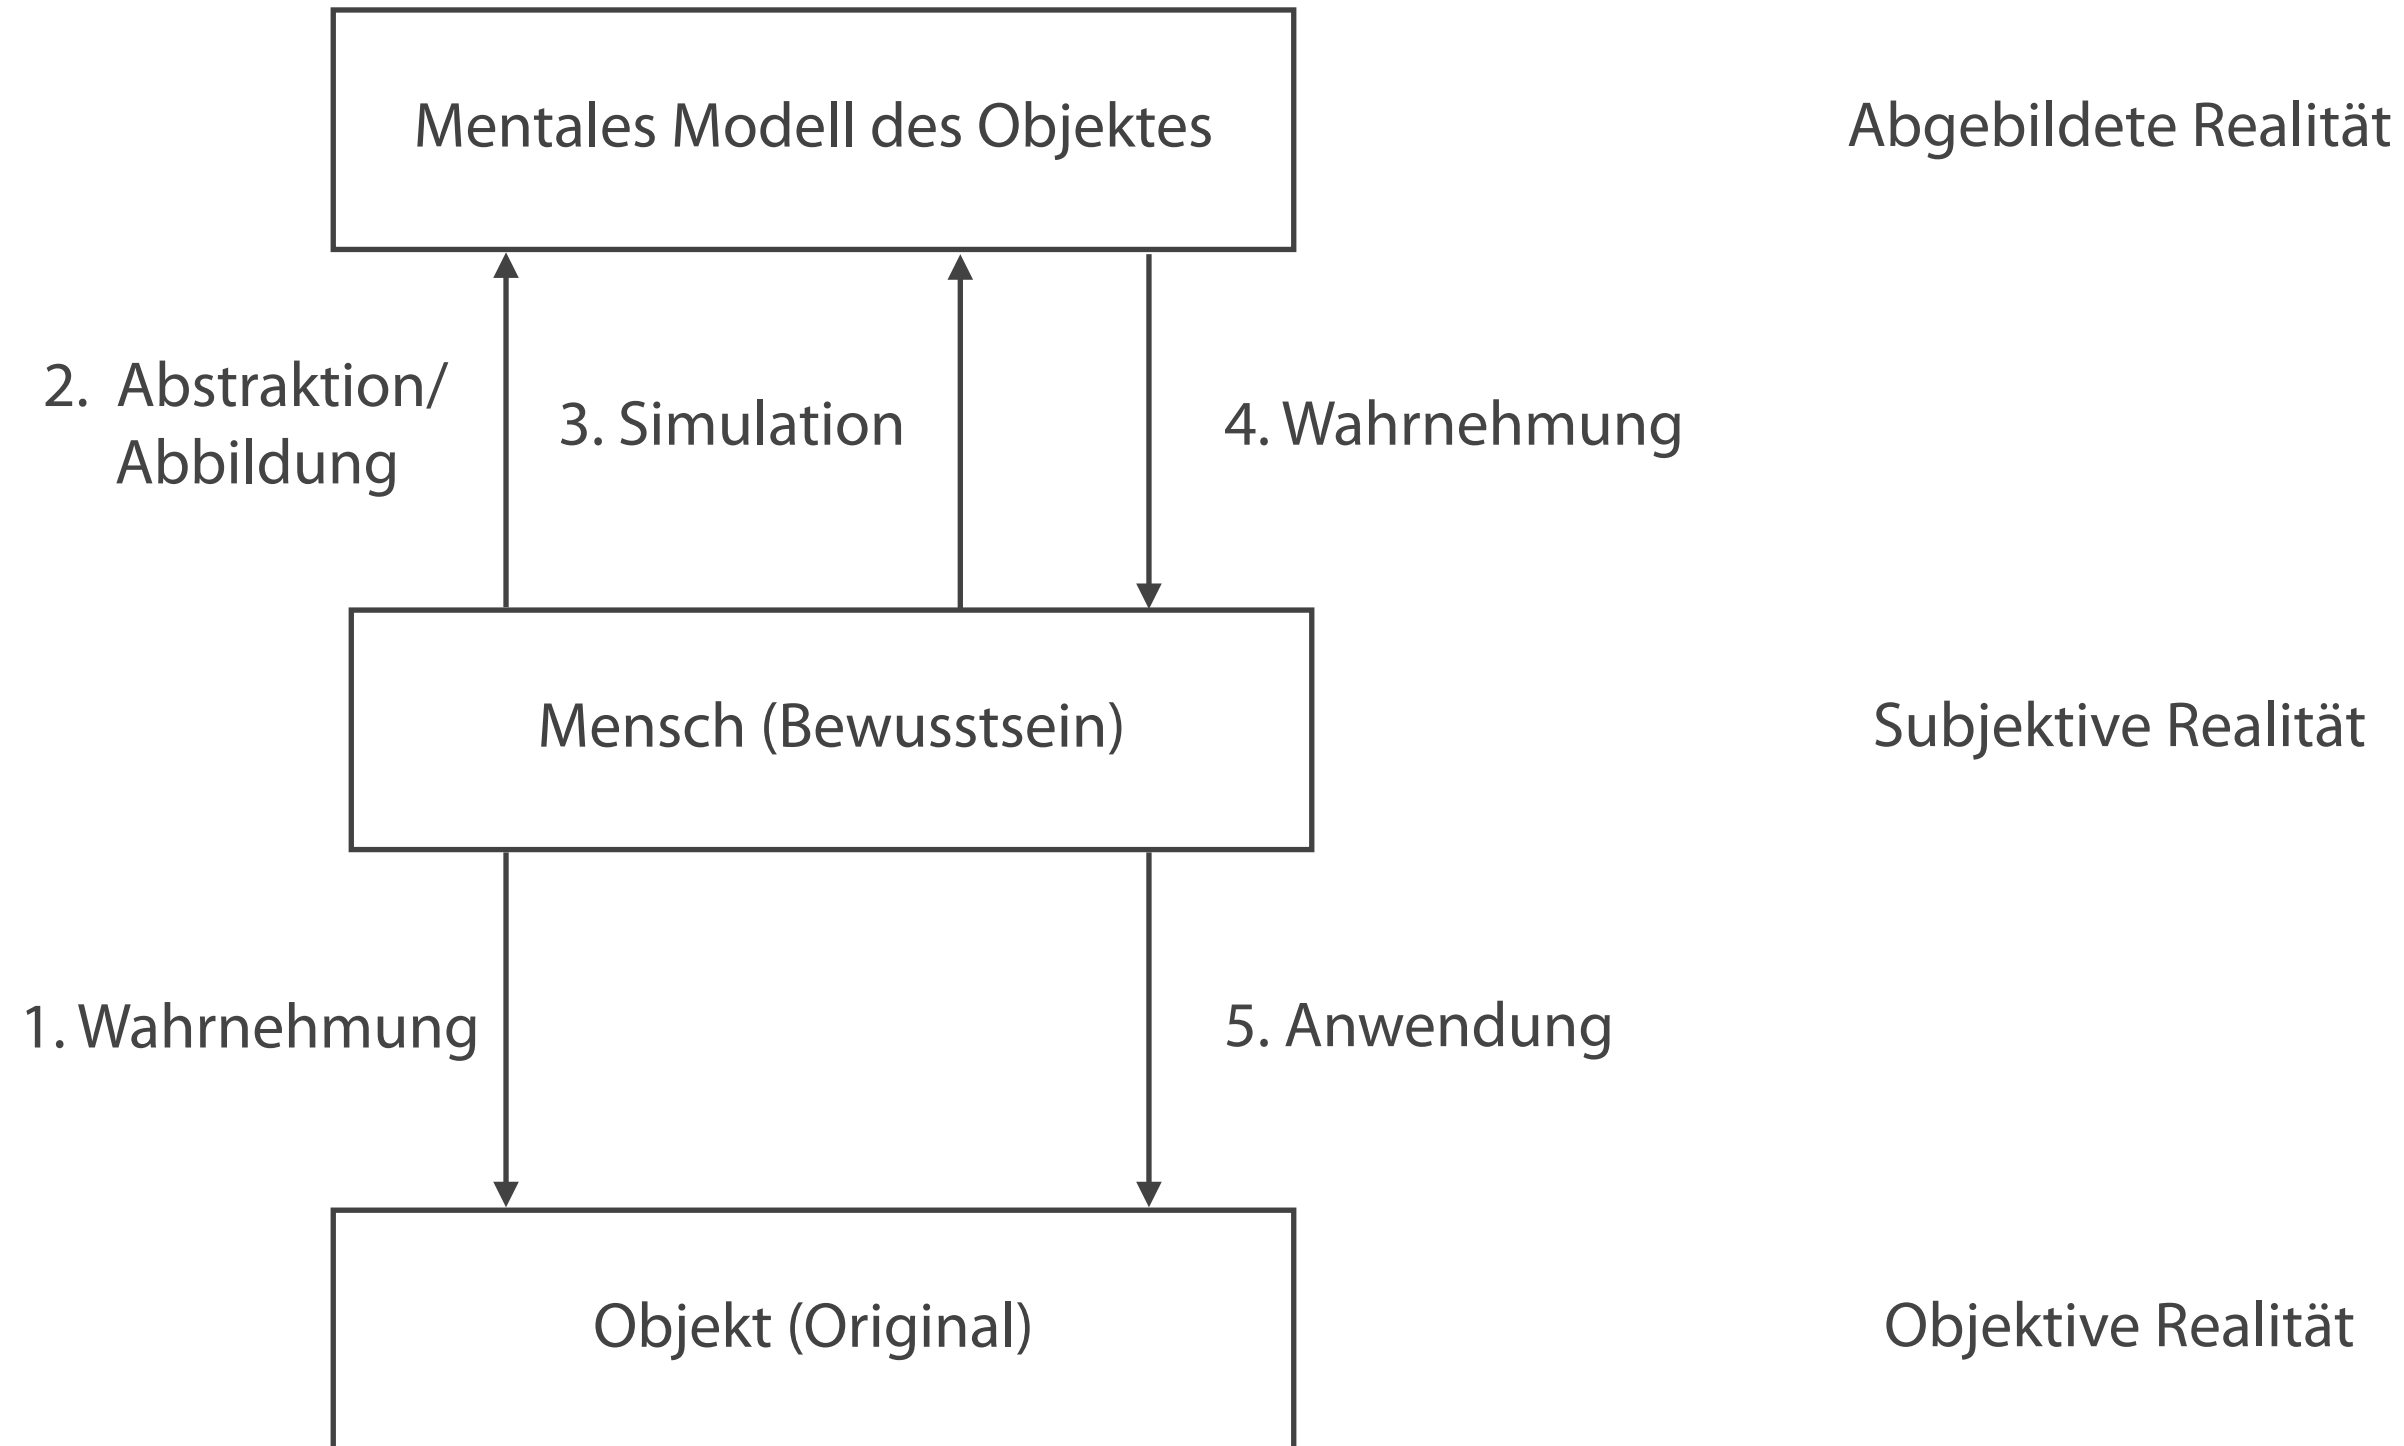 Mentales Modell des Objektes
Abgebildete Realität
2. Abstraktion/
Abbildung
3. Simulation
4. Wahrnehmung
Mensch (Bewusstsein)
Subjektive Realität
1. Wahrnehmung
5. Anwendung
Objekt (Original)
Objektive Realität